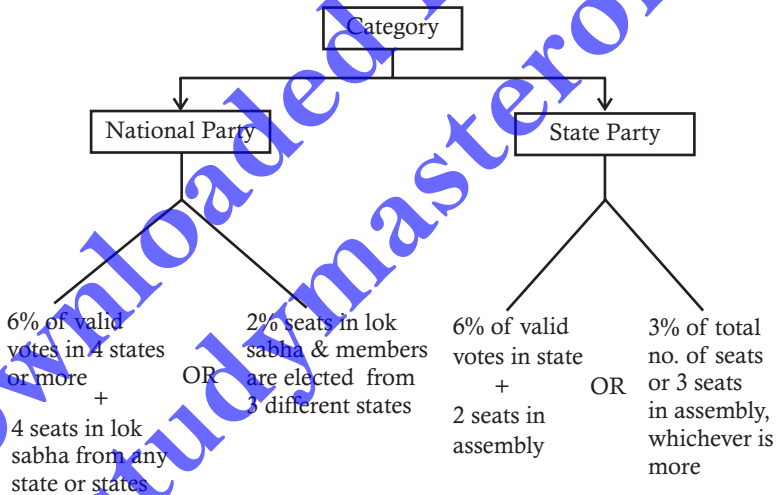 Category
National Party
State Party
6% of valid
votes in 4 states
or more
+
4 seats in lok
sabha from any
state or states
OR
2% seats in lok
sabha & members
are elected from
3 different states
6% of valid
votes in state
+
2 seats in
assembly
OR
3% of total
no. of seats
or 3 seats
in assembly,
whichever is
more
ownloaded
studymastero